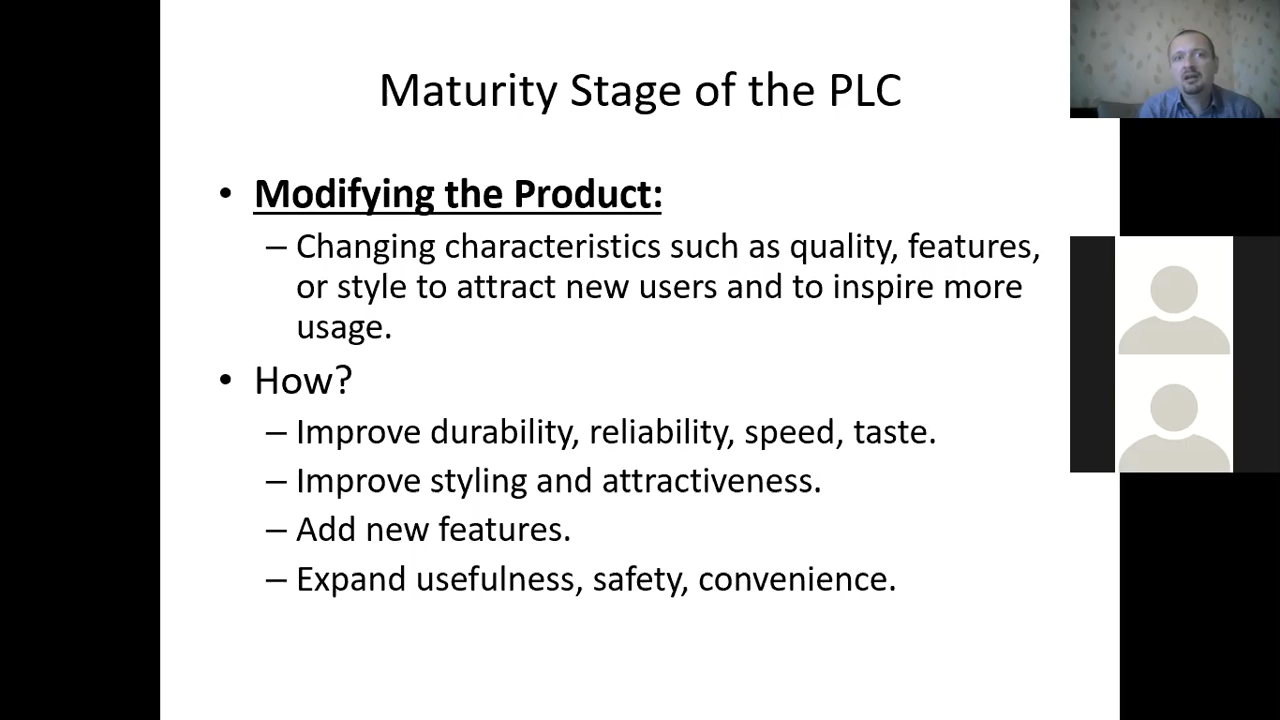 Maturity Stage of the PLC
• Modifying the Product:
– Changing characteristics such as quality, features,
or style to attract new users and to inspire more
usage.
• How?
– Improve durability, reliability, speed, taste.
– Improve styling and attractiveness.
– Add new features.
– Expand usefulness, safety, convenience.